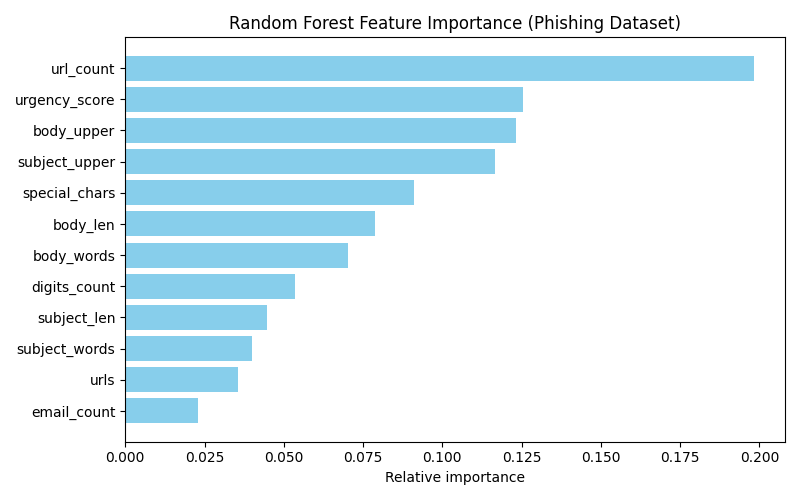 Random Forest Feature Importance (Phishing Dataset)
url_count
urgency_score
body_upper
subject_upper
special_chars
body_len
body_words
digits_count
subject_len
subject_words
urls
email_count
0.000 0.025 0.050 0.075 0.100 0.125 0.150 0.175 0.200
Relative importance